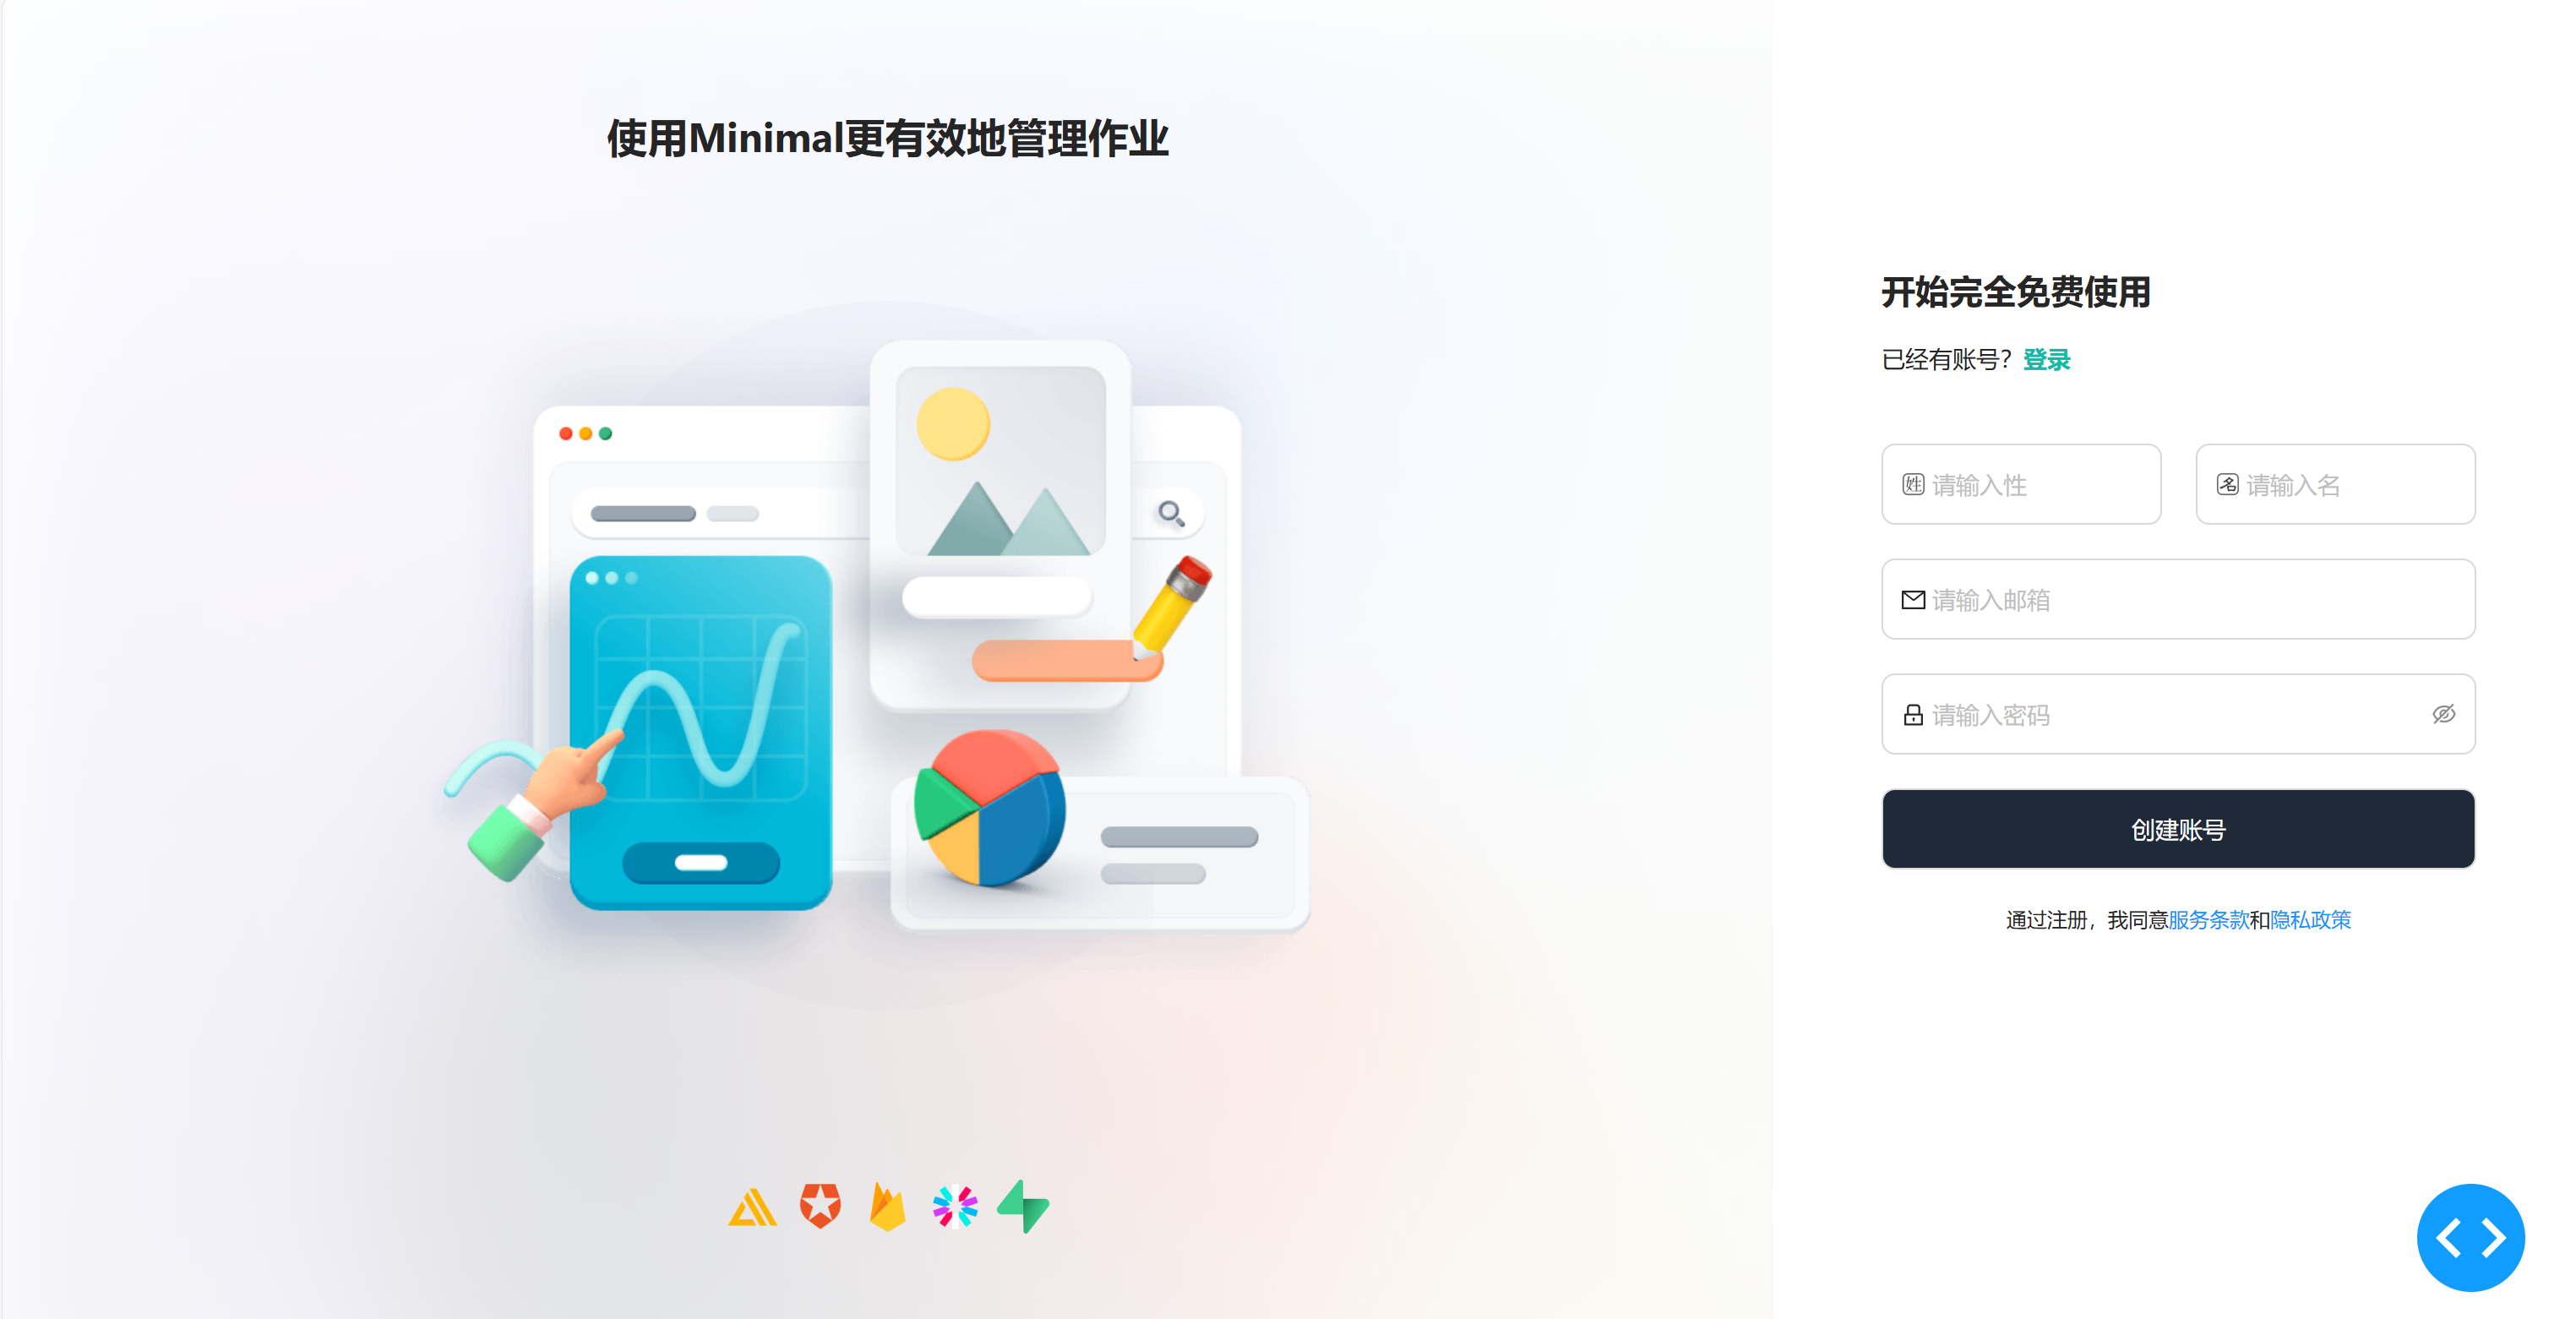 使用Minimal更有效地管理作业
开始完全免费使用
已经有账号？登录
姓 请输入性
名 请输入名
请输入邮箱
请输入密码
创建账号
通过注册，我同意服务条款和隐私政策